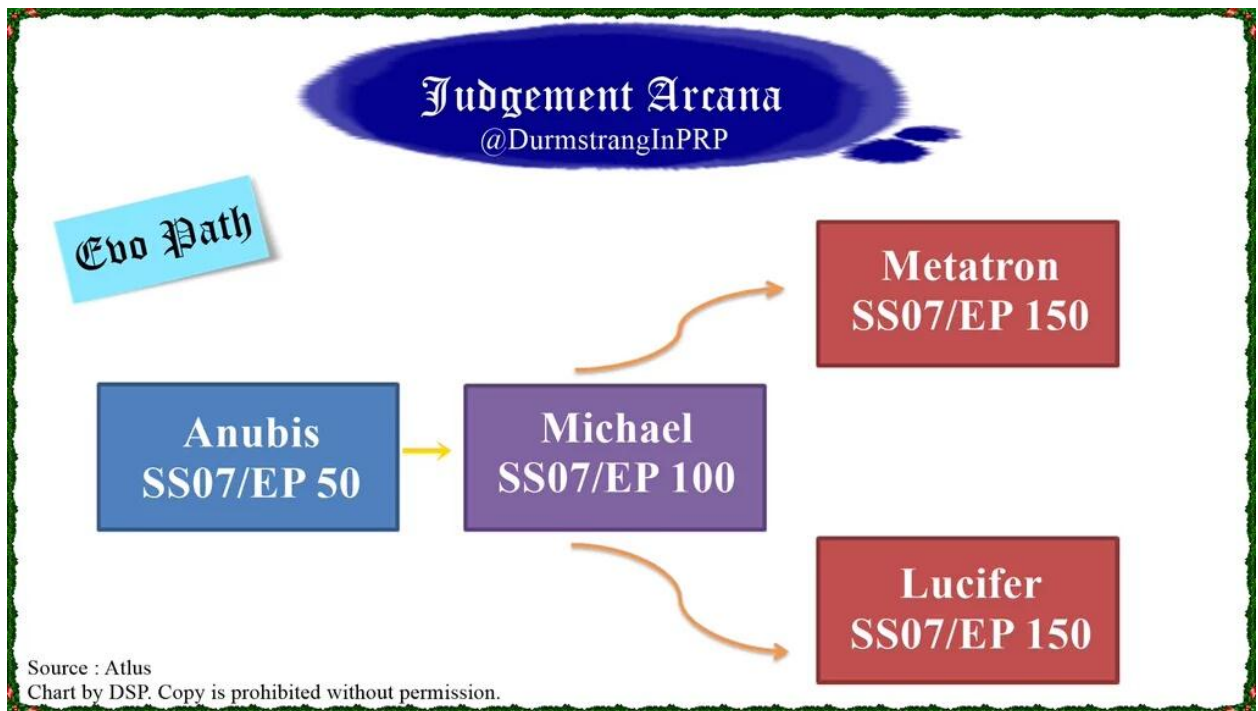 Judgement Arcana
@DurmstrangInPRP
Evo Path
Metatron
SS07/EP 150
Anubis
SS07/EP 50
Michael
SS07/EP 100
Lucifer
SS07/EP 150
Source : Atlus
Chart by DSP. Copy is prohibited without permission.